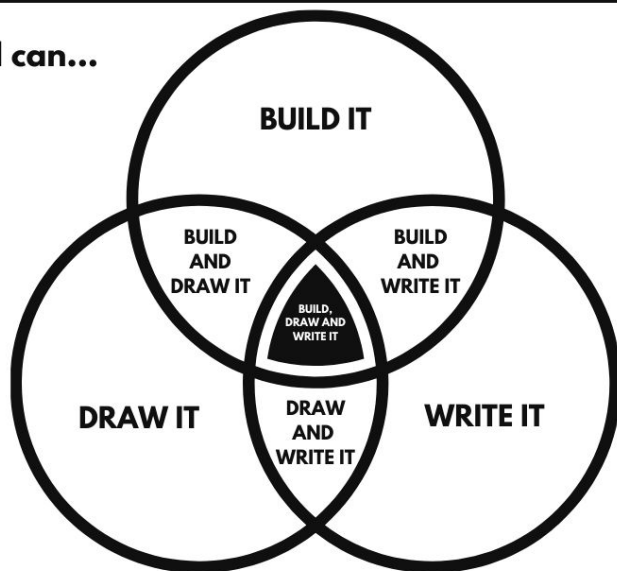 I can...
BUILD IT
BUILD
AND
DRAW IT
BUILD
AND
WRITE IT
BUILD,
DRAW AND
WRITE IT
DRAW IT
DRAW
AND
WRITE IT
WRITE IT